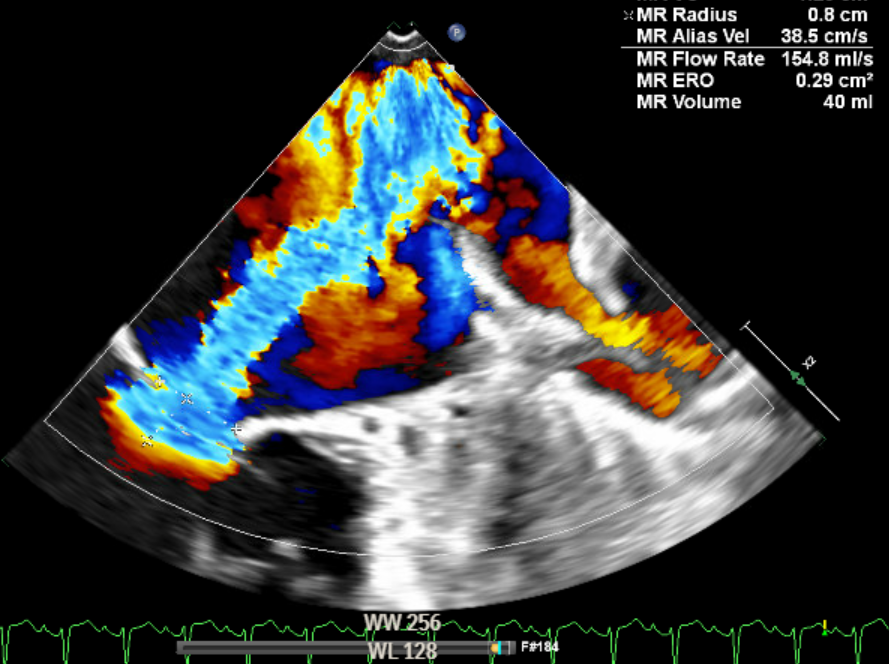 P
MR Radius 0.8 cm
MR Alias Vel 38.5 cm/s
MR Flow Rate 154.8 ml/s
MR ERO 0.29 cm²
MR Volume 40 ml
X2
WW 256
WL 128 F#184